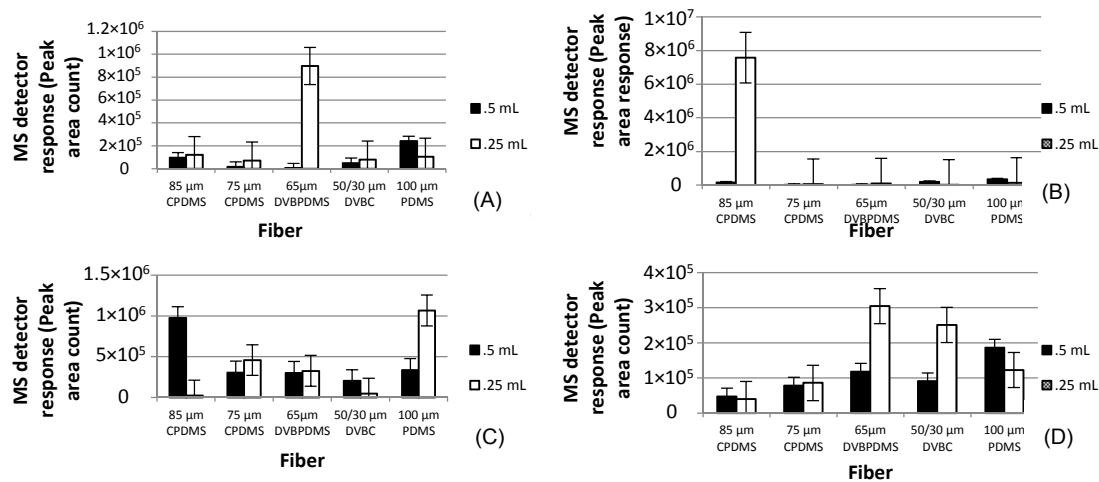 MS detector
response (Peak
area count)
1.2×10⁶
1×10⁶
8×10⁵
6×10⁵
4×10⁵
2×10⁵
0
85 µm
CPDMS
75 µm
CPDMS
65µm
DVBPDMS
50/30 µm
DVBC
100 µm
PDMS
Fiber
.5 mL
.25 mL
(A)
MS detector
response (Peak
area response)
1×10⁷
8×10⁶
6×10⁶
4×10⁶
2×10⁶
0
85 µm
CPDMS
75 µm
CPDMS
65µm
DVBPDMS
50/30 µm
DVBC
100 µm
PDMS
Fiber
.5 mL
.25 mL
(B)
MS detector
response (Peak
area count)
1.5×10⁶
1×10⁶
5×10⁵
0
85 µm
CPDMS
75 µm
CPDMS
65µm
DVBPDMS
50/30 µm
DVBC
100 µm
PDMS
Fiber
.5 mL
.25 mL
(C)
MS detector
response (Peak
area count)
4×10⁵
3×10⁵
2×10⁵
1×10⁵
0
85 µm
CPDMS
75 µm
CPDMS
65µm
DVBPDMS
50/30 µm
DVBC
100 µm
PDMS
Fiber
.5 mL
.25 mL
(D)